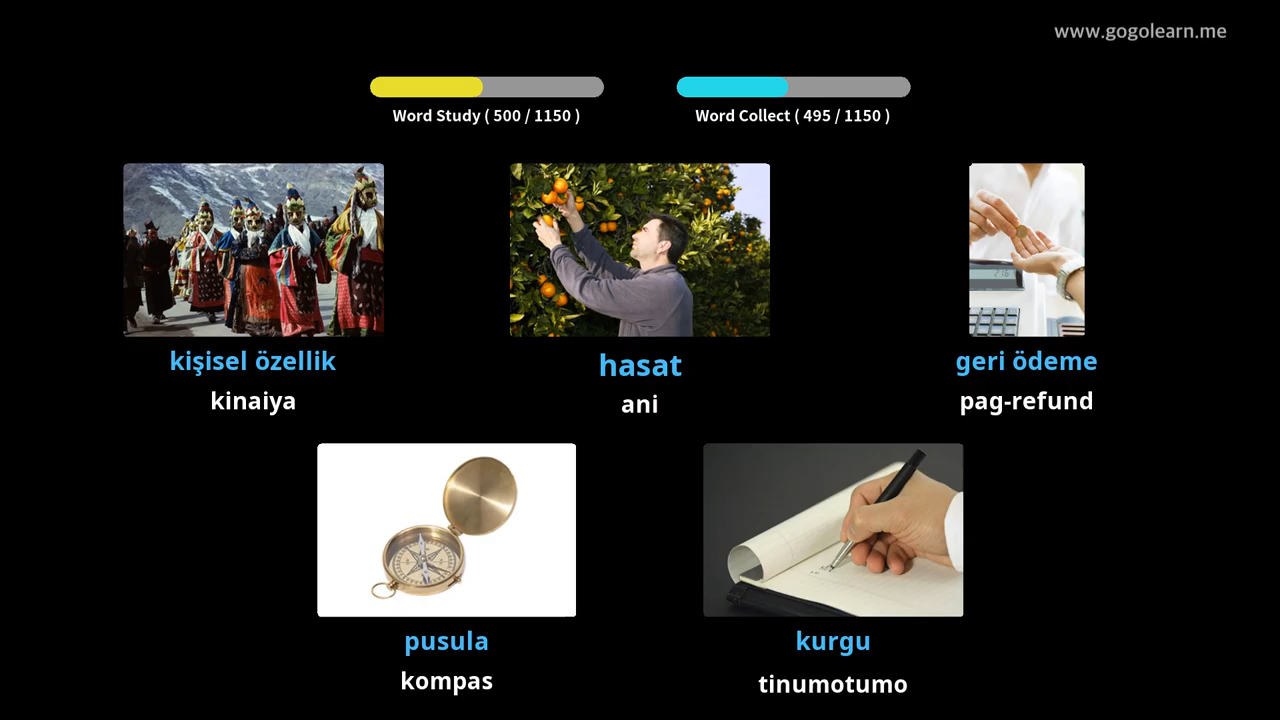 www.gogolearn.me
Word Study ( 500 / 1150 )
Word Collect ( 495 / 1150 )
kişisel özellik
kinaiya
hasat
ani
geri ödeme
pag-refund
pusula
kompas
kurgu
tinumotumo